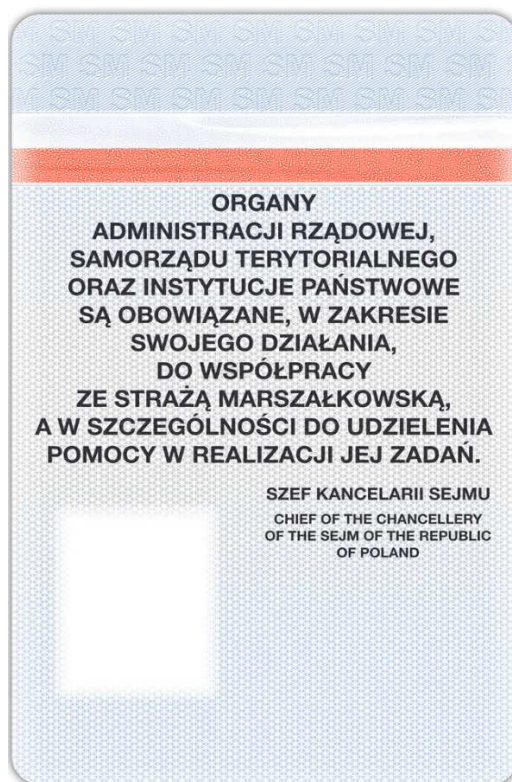 SM SM SM SM SM SM SM SM
SM SM SM SM SM SM SM SM
SM SM SM SM SM SM SM SM
ORGANY
ADMINISTRACJI RZĄDOWEJ,
SAMORZĄDU TERYTORIALNEGO
ORAZ INSTYTUCJE PAŃSTWOWE
SĄ OBOWIĄZANE, W ZAKRESIE
SWOJEGO DZIAŁANIA,
DO WSPÓŁPRACY
ZE STRAŻĄ MARSZAŁKOWSKĄ,
A W SZCZEGÓLNOŚCI DO UDZIELENIA
POMOCY W REALIZACJI JEJ ZADAŃ.
SZEF KANCELARII SEJMU
CHIEF OF THE CHANCELLERY
OF THE SEJM OF THE REPUBLIC
OF POLAND